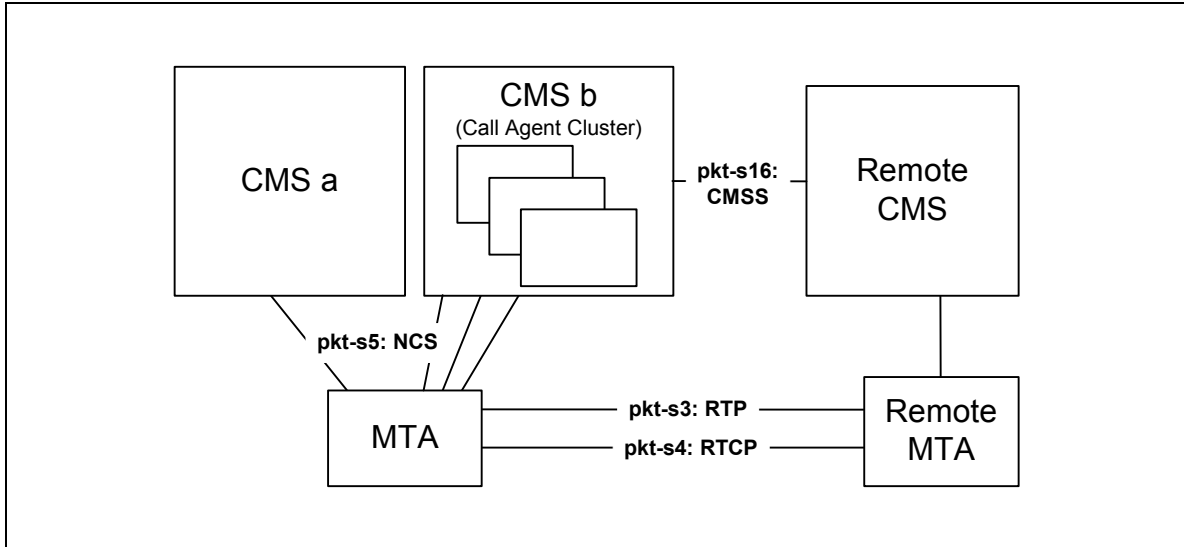 CMS a
CMS b
(Call Agent Cluster)
pkt-s16:
CMSS
Remote
CMS
pkt-s5: NCS
MTA
pkt-s3: RTP
pkt-s4: RTCP
Remote
MTA